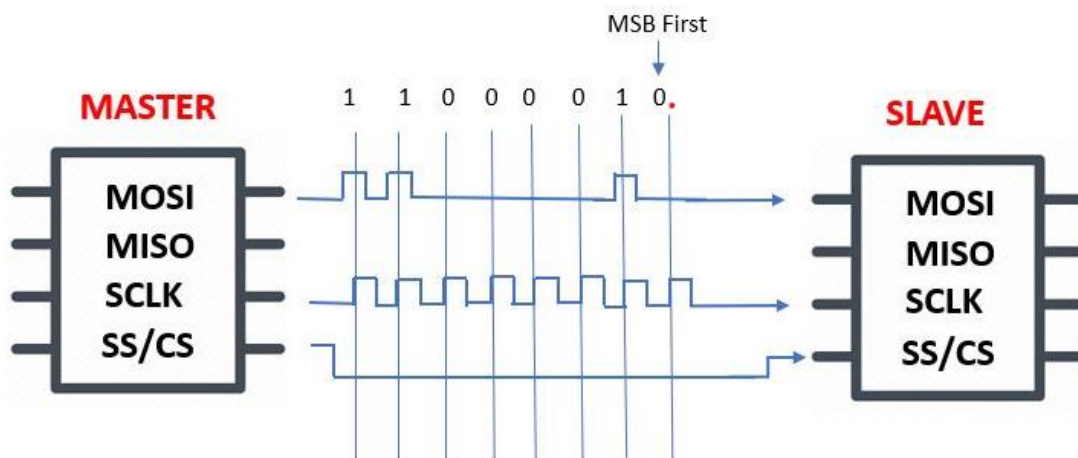 MSB First
1 1 0 0 0 0 1 0.
MASTER
SLAVE
MOSI
MISO
SCLK
SS/CS
MOSI
MISO
SCLK
SS/CS